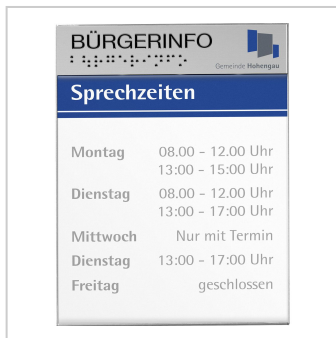 BÜRGERINFO
⠃⠳⠗⠛⠑⠗⠊⠝⠋⠕
Gemeinde Hohengau
Sprechzeiten
Montag 08.00 - 12.00 Uhr
13:00 - 15:00 Uhr
Dienstag 08.00 - 12.00 Uhr
13:00 - 17:00 Uhr
Mittwoch Nur mit Termin
Dienstag 13:00 - 17:00 Uhr
Freitag geschlossen